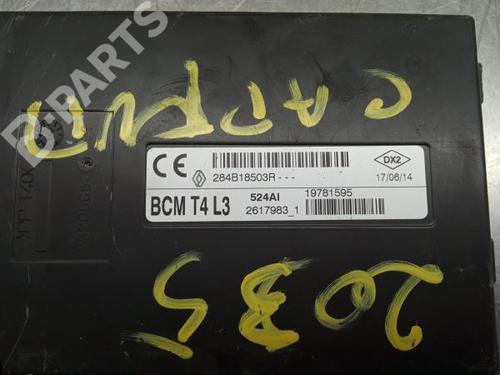 B-PARTS
CAPTUR
CE
284B18503R---
DX2
17/06/14
BCM T4 L3
524AI
19781595
2617983_1
2035